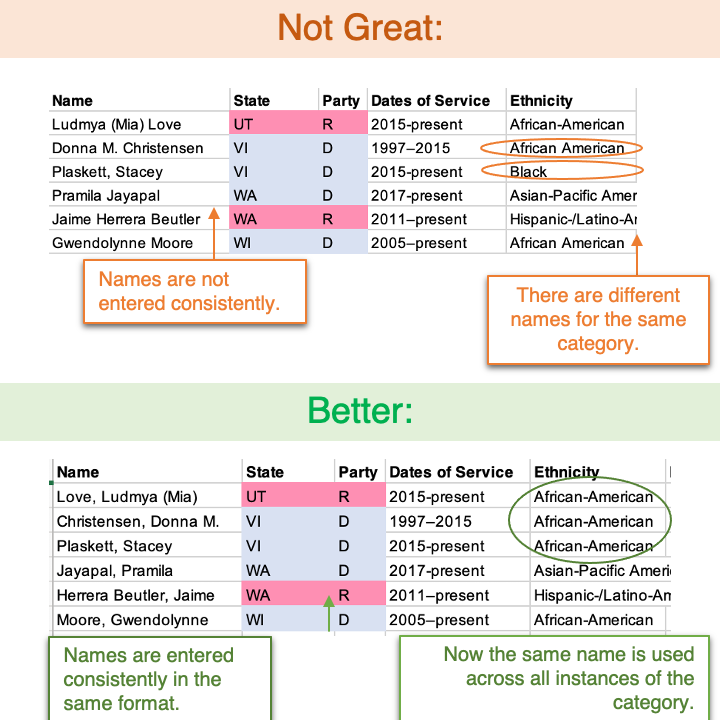 Not Great:
Name State Party Dates of Service Ethnicity
Ludmya (Mia) Love UT R 2015-present African-American
Donna M. Christensen VI D 1997–2015 African American
Plaskett, Stacey VI D 2015-present Black
Pramila Jayapal WA D 2017-present Asian-Pacific Amer
Jaime Herrera Beutler WA R 2011–present Hispanic-/Latino-Ar
Gwendolynne Moore WI D 2005–present African American
Names are not
entered consistently.
There are different
names for the same
category.
Better:
Name State Party Dates of Service Ethnicity
Love, Ludmya (Mia) UT R 2015-present African-American
Christensen, Donna M. VI D 1997–2015 African-American
Plaskett, Stacey VI D 2015-present African-American
Jayapal, Pramila WA D 2017-present Asian-Pacific Ameri
Herrera Beutler, Jaime WA R 2011–present Hispanic-/Latino-Am
Moore, Gwendolynne WI D 2005–present African-American
Names are entered
consistently in the
same format.
Now the same name is used
across all instances of the
category.